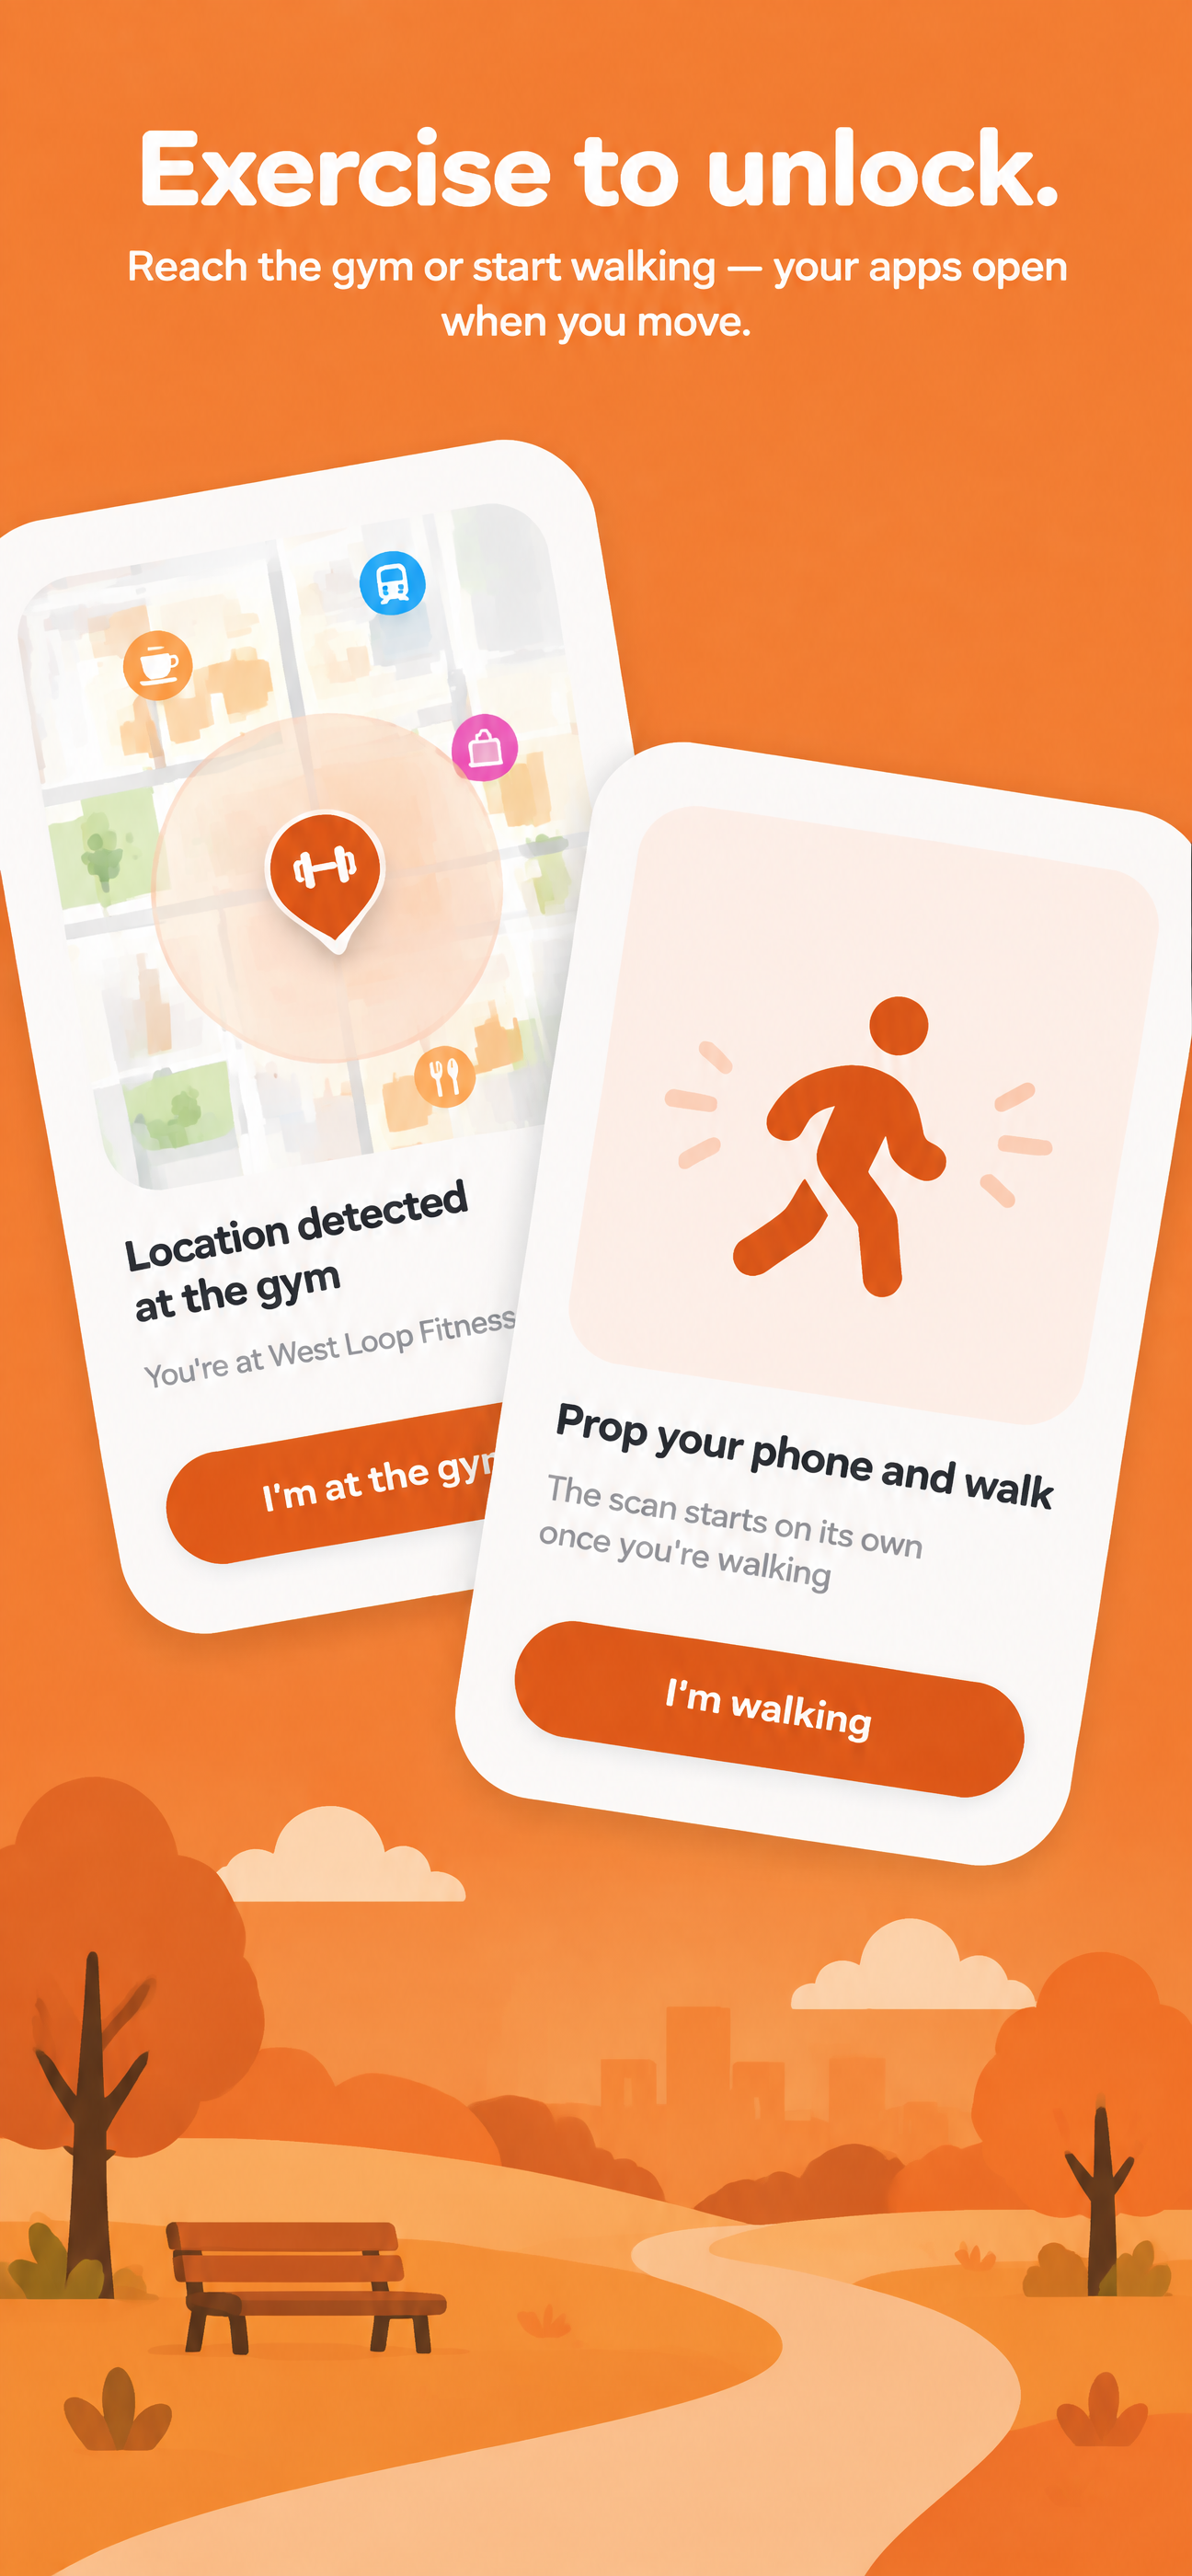 Exercise to unlock.
Reach the gym or start walking — your apps open
when you move.
Location detected
at the gym
You're at West Loop Fitness
I'm at the gym
Prop your phone and walk
The scan starts on its own
once you're walking
I'm walking